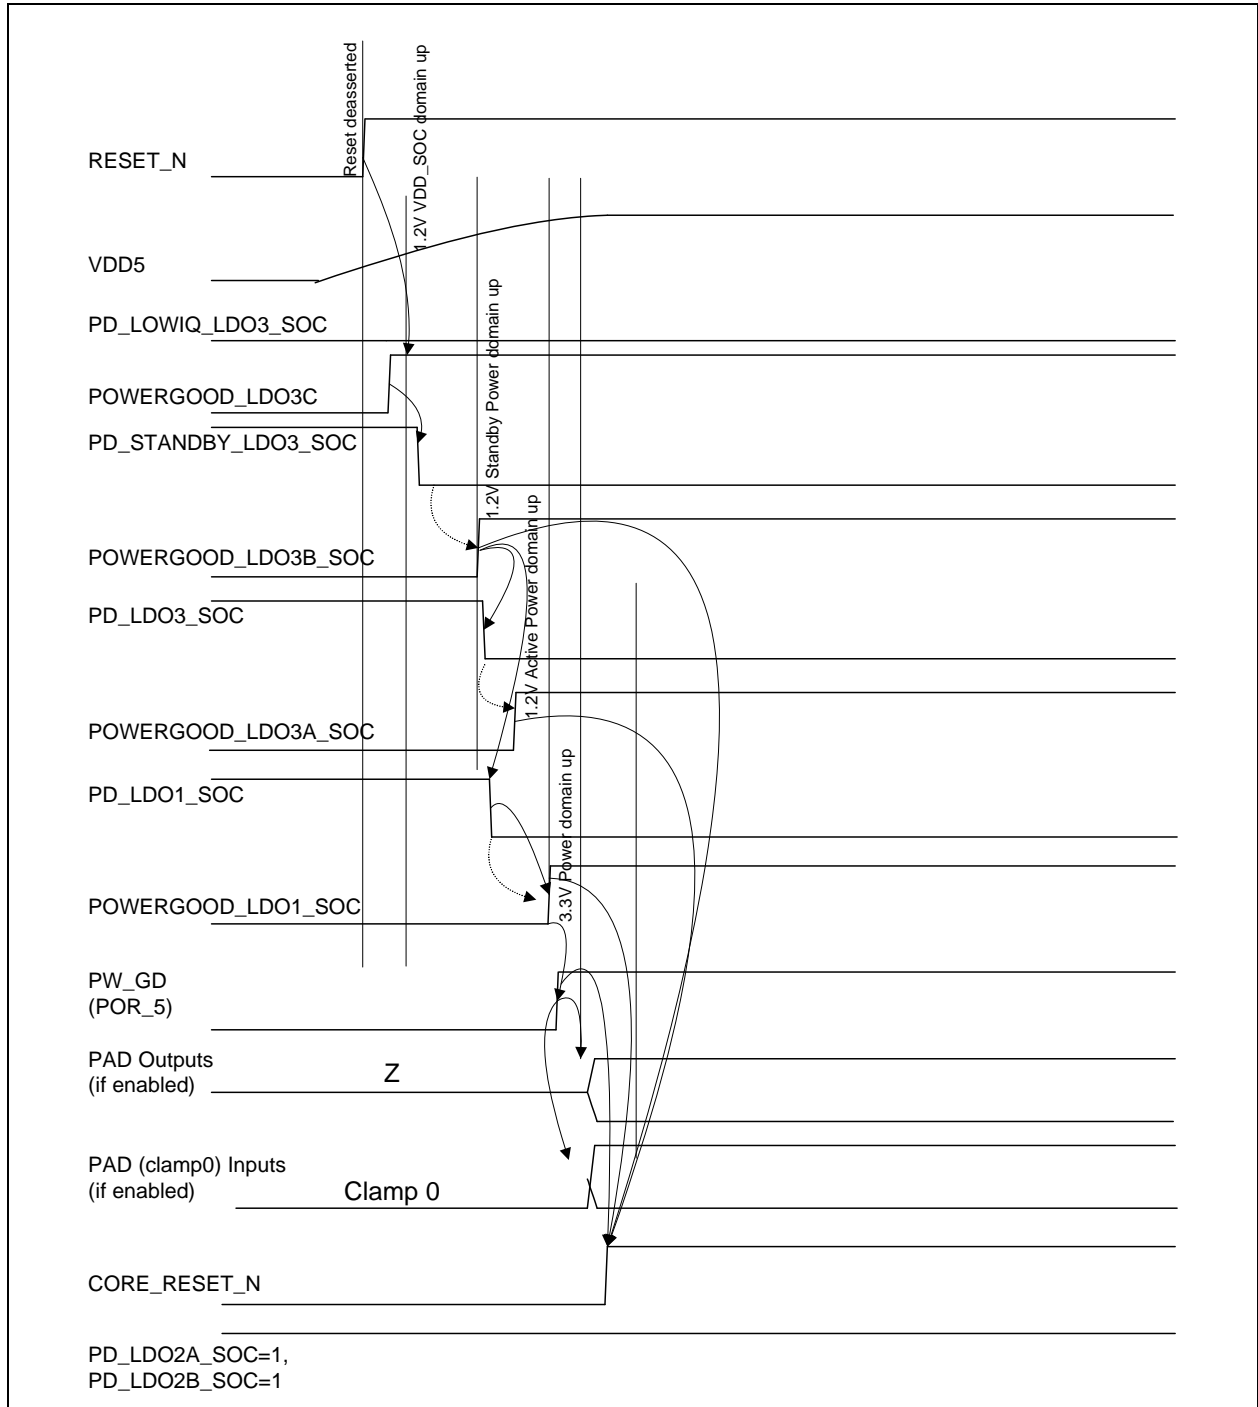 Reset deasserted
1.2V VDD_SOC domain up
RESET_N
VDD5
PD_LOWIQ_LDO3_SOC
1.2V Standby Power domain up
POWERGOOD_LDO3C
PD_STANDBY_LDO3_SOC
1.2V Active Power domain up
POWERGOOD_LDO3B_SOC
PD_LDO3_SOC
POWERGOOD_LDO3A_SOC
3.3V Power domain up
PD_LDO1_SOC
POWERGOOD_LDO1_SOC
PW_GD
(POR_5)
PAD Outputs
(if enabled)
Z
PAD (clamp0) Inputs
(if enabled)
Clamp 0
CORE_RESET_N
PD_LDO2A_SOC=1,
PD_LDO2B_SOC=1